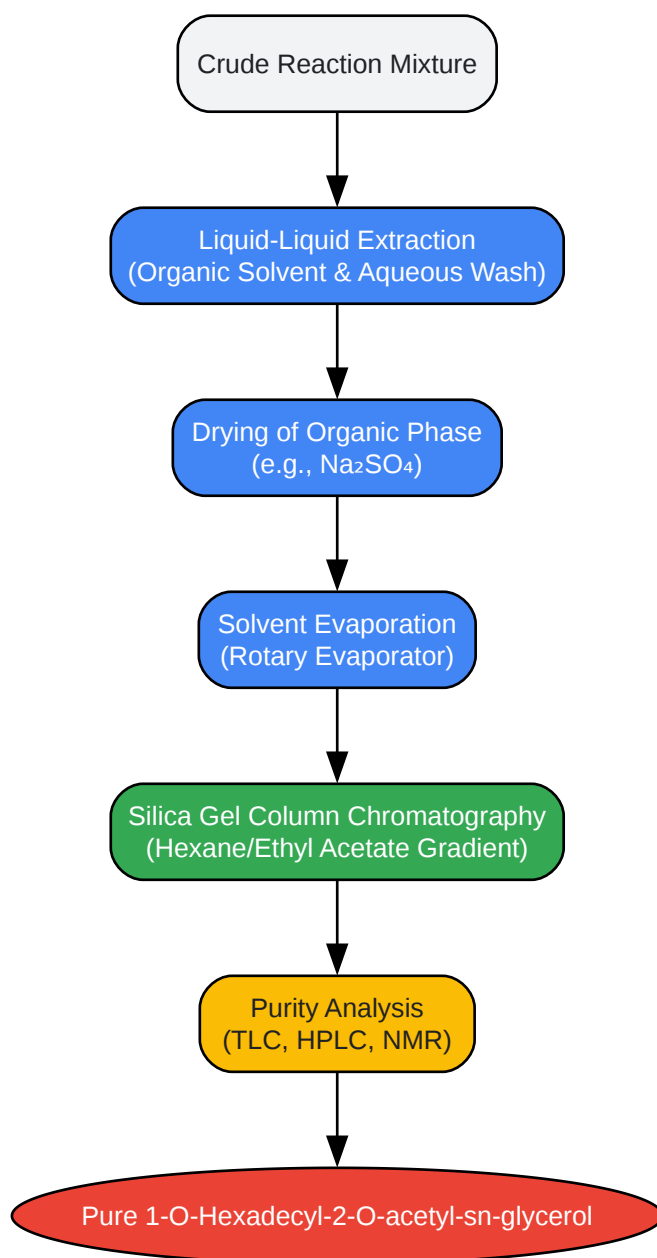 Crude Reaction Mixture
Liquid-Liquid Extraction
(Organic Solvent & Aqueous Wash)
Drying of Organic Phase
(e.g., Na₂SO₄)
Solvent Evaporation
(Rotary Evaporator)
Silica Gel Column Chromatography
(Hexane/Ethyl Acetate Gradient)
Purity Analysis
(TLC, HPLC, NMR)
Pure 1-O-Hexadecyl-2-O-acetyl-sn-glycerol